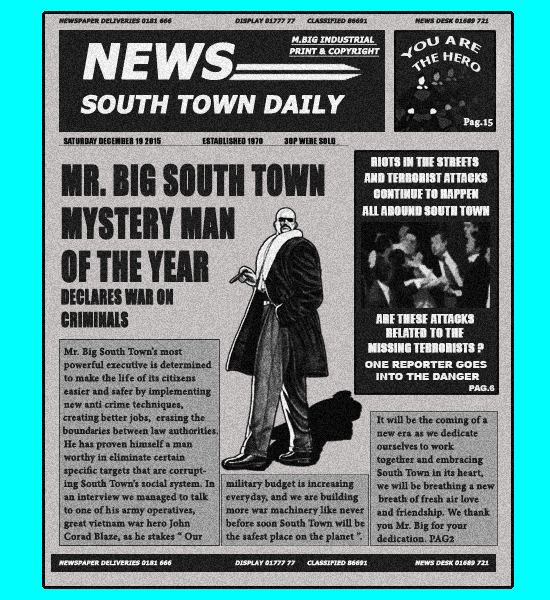 NEWSPAPER DELIVERIES 0181 666 DISPLAY 01777 77 CLASSIFIED 86691 NEWS DESK 01689 721
NEWS
M.BIG INDUSTRIAL
PRINT & COPYRIGHT
SOUTH TOWN DAILY
YOU ARE
THE HERO
Pag.15
SATURDAY DECEMBER 19 2015 ESTABLISHED 1970 30P WERE SOLD
MR. BIG SOUTH TOWN
MYSTERY MAN
OF THE YEAR
DECLARES WAR ON
CRIMINALS
RIOTS IN THE STREETS
AND TERRORIST ATTACKS
CONTINUE TO HAPPEN
ALL AROUND SOUTH TOWN
ARE THESE ATTACKS
RELATED TO THE
MISSING TERRORISTS ?
ONE REPORTER GOES
INTO THE DANGER
PAG.6
Mr. Big South Town's most
powerful executive is determined
to make the life of its citizens
easier and safer by implementing
new anti crime techniques,
creating better jobs, erasing the
boundaries between law authorities.
He has proven himself a man
worthy in eliminate certain
specific targets that are corrupt-
ing South Town's social system. In
an interview we managed to talk
to one of his army operatives,
great vietnam war hero John
Corad Blaze, as he stakes " Our
military budget is increasing
everyday, and we are building
more war machinery like never
before soon South Town will be
the safest place on the planet ".
It will be the coming of a
new era as we dedicate
ourselves to work
together and embracing
South Town in its heart,
we will be breathing a new
breath of fresh air love
and friendship. We thank
you Mr. Big for your
dedication. PAG2
NEWSPAPER DELIVERIES 0181 666 DISPLAY 01777 77 CLASSIFIED 86691 NEWS DESK 01689 721